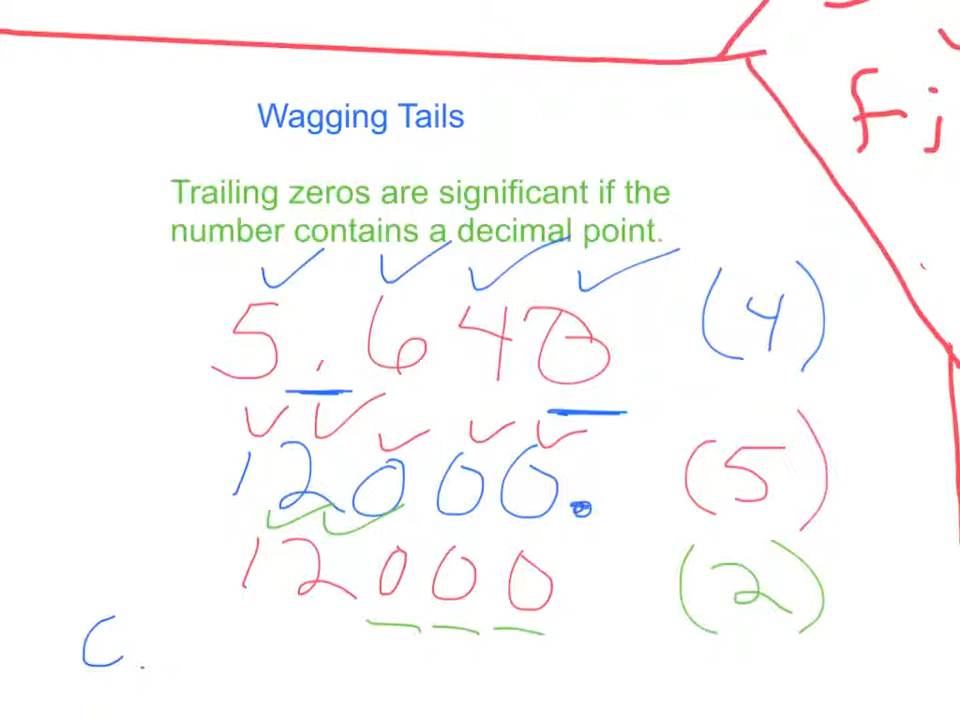 Fi
Wagging Tails
Trailing zeros are significant if the
number contains a decimal point.
5.640 (4)
12000. (5)
12000 (2)